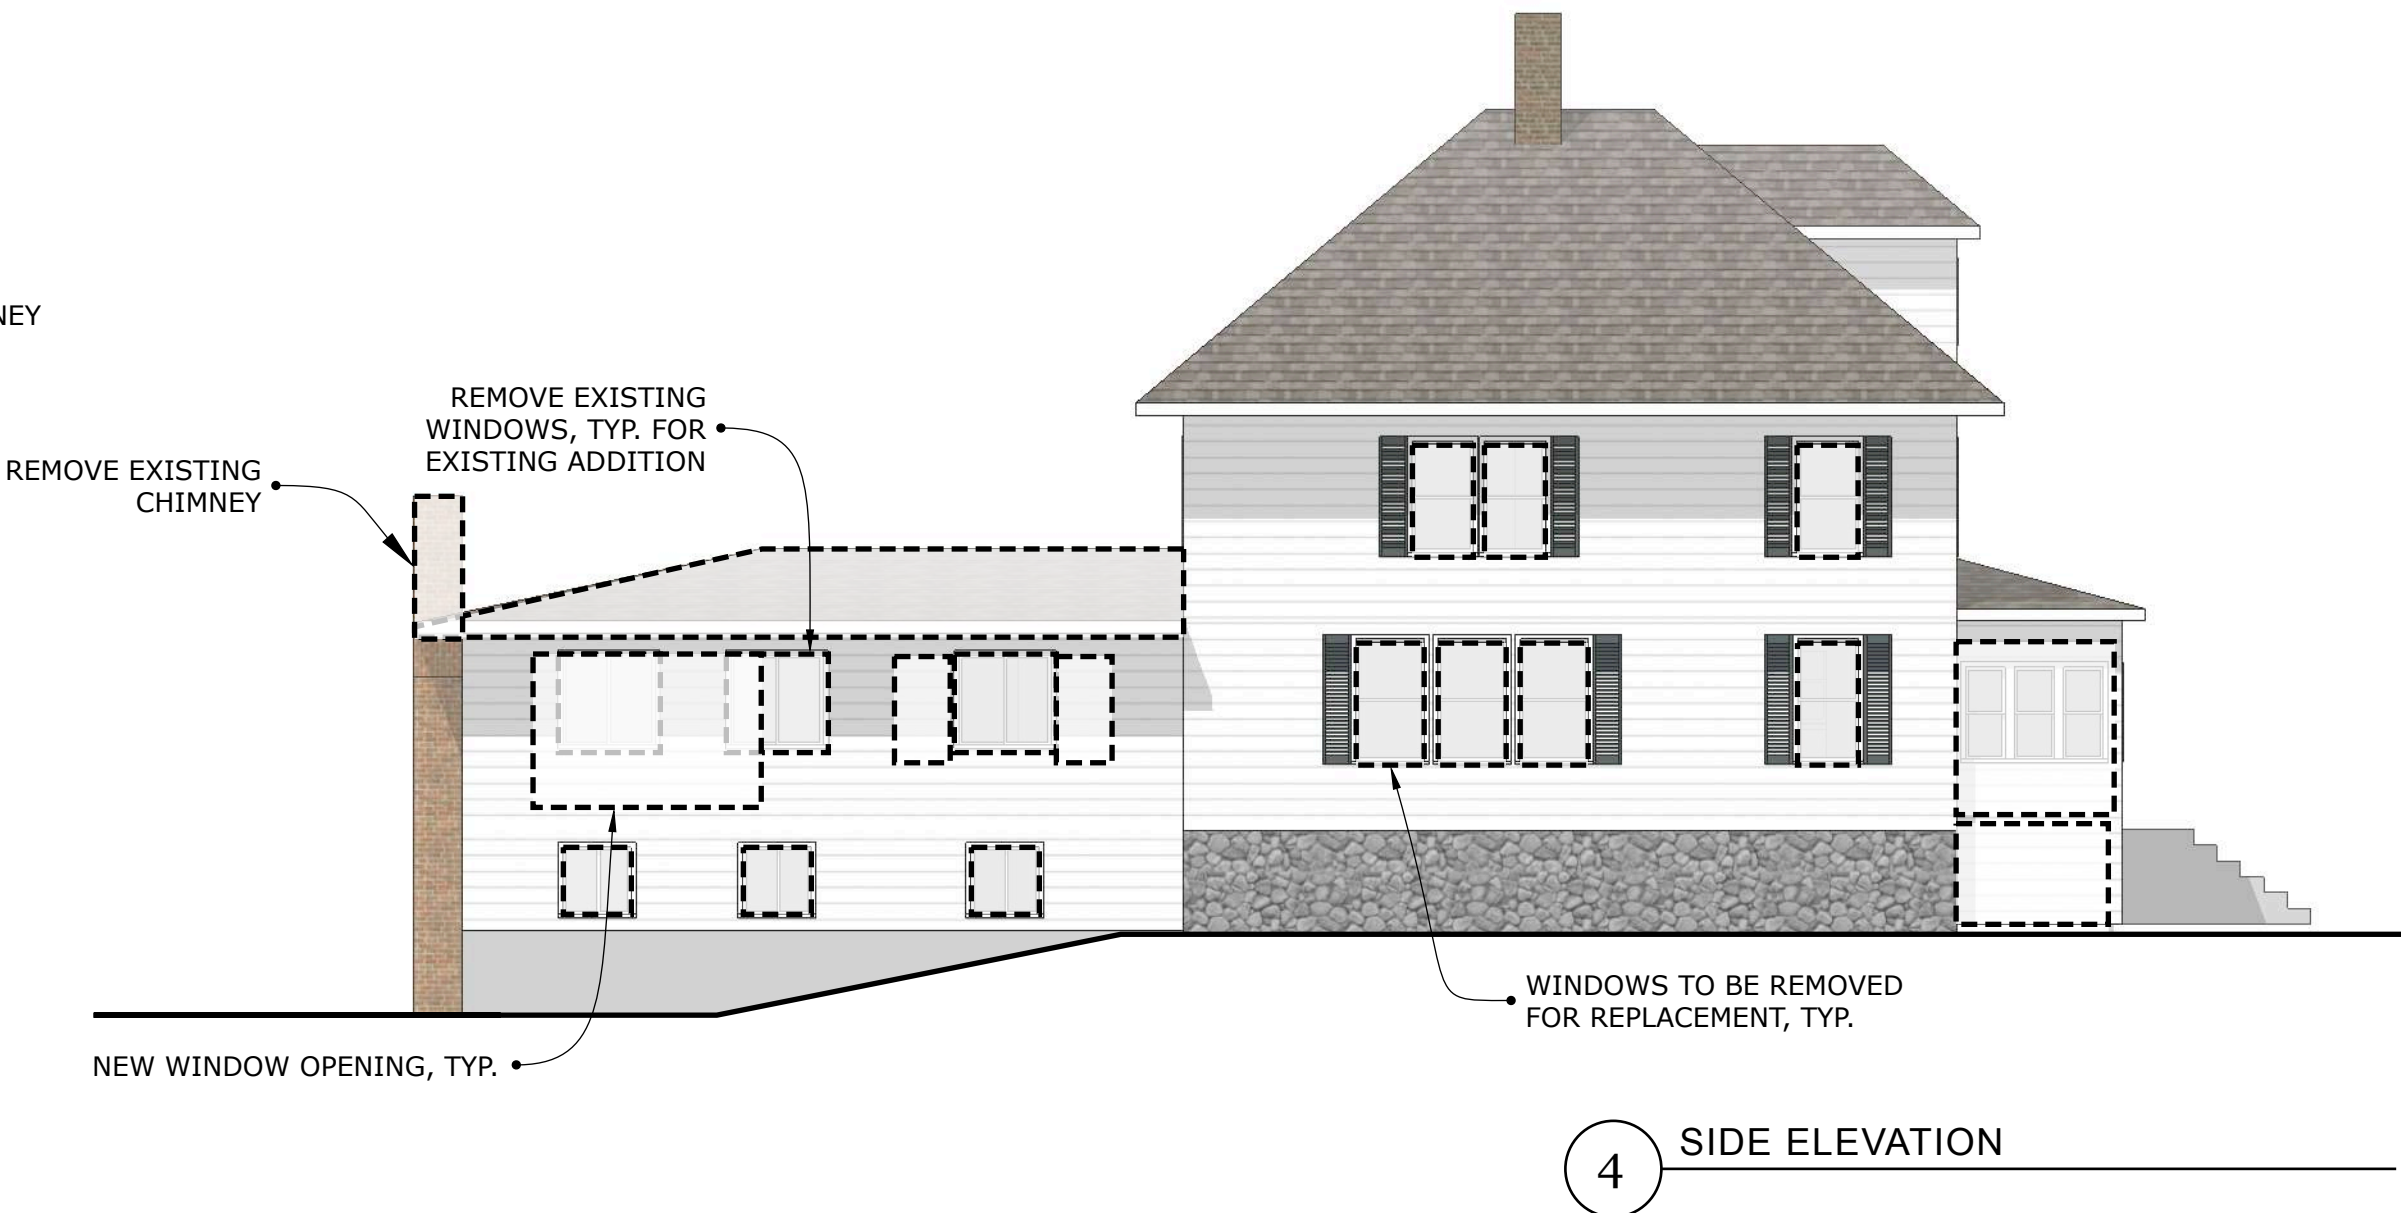 REMOVE EXISTING
WINDOWS, TYP. FOR
EXISTING ADDITION
REMOVE EXISTING
CHIMNEY
NEW WINDOW OPENING, TYP.
WINDOWS TO BE REMOVED
FOR REPLACEMENT, TYP.
4
SIDE ELEVATION